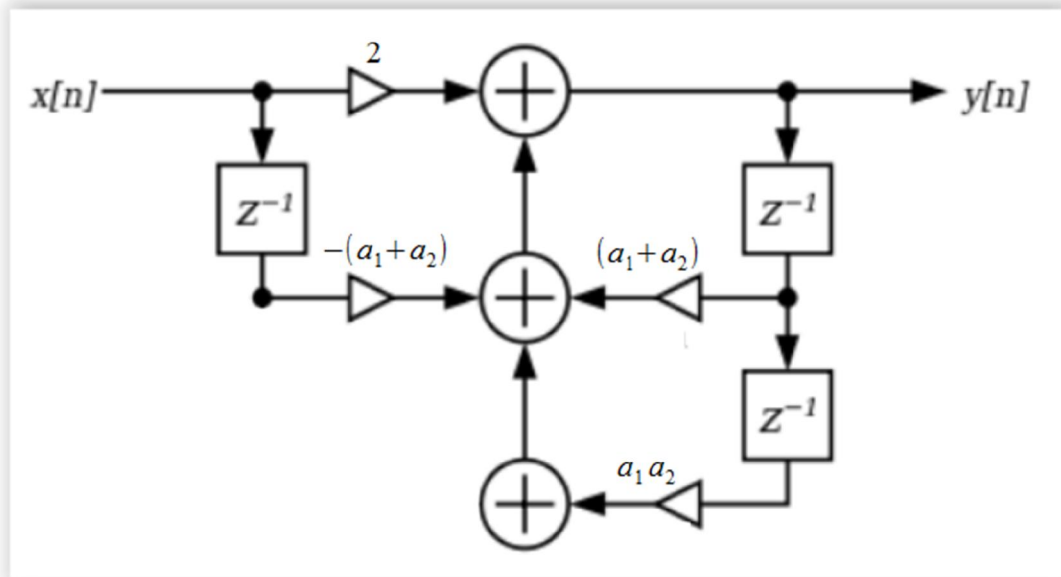 2
x[n]
y[n]
z⁻¹
z⁻¹
−(a₁+a₂)
(a₁+a₂)
z⁻¹
a₁a₂